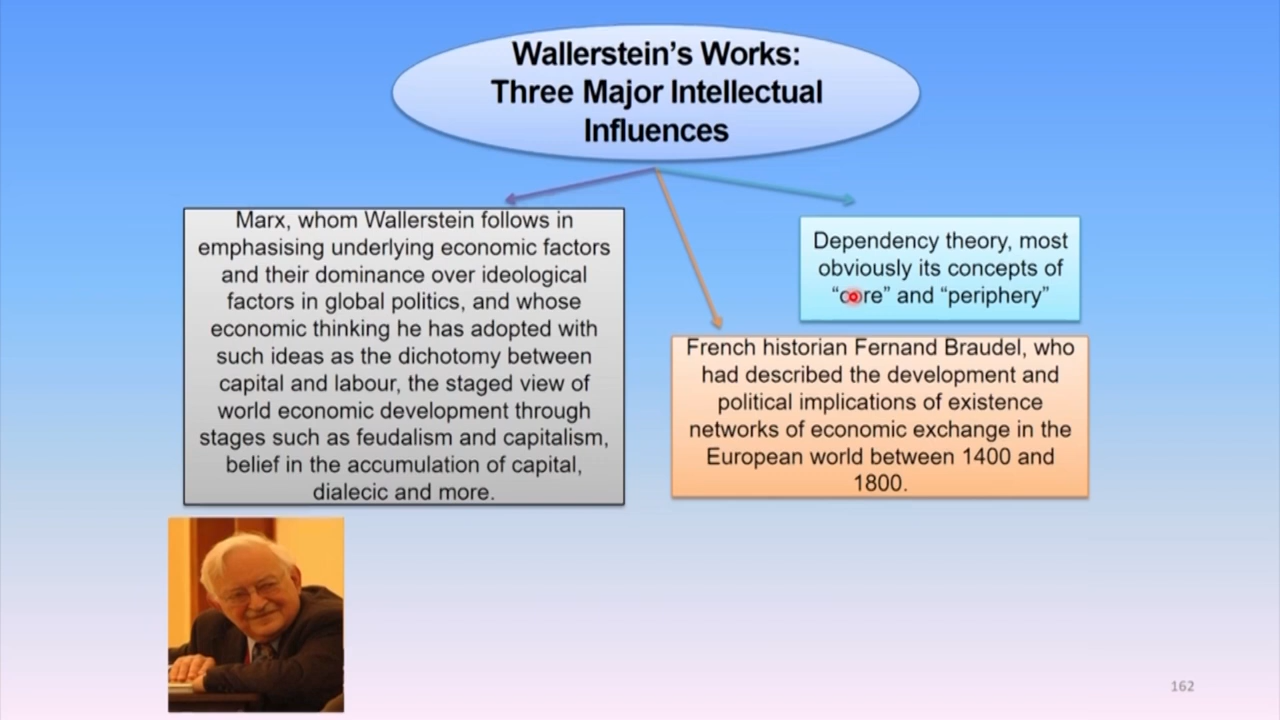 Wallerstein's Works:
Three Major Intellectual
Influences
Marx, whom Wallerstein follows in
emphasising underlying economic factors
and their dominance over ideological
factors in global politics, and whose
economic thinking he has adopted with
such ideas as the dichotomy between
capital and labour, the staged view of
world economic development through
stages such as feudalism and capitalism,
belief in the accumulation of capital,
dialecic and more.
Dependency theory, most
obviously its concepts of
“core” and “periphery”
French historian Fernand Braudel, who
had described the development and
political implications of existence
networks of economic exchange in the
European world between 1400 and
1800.
162